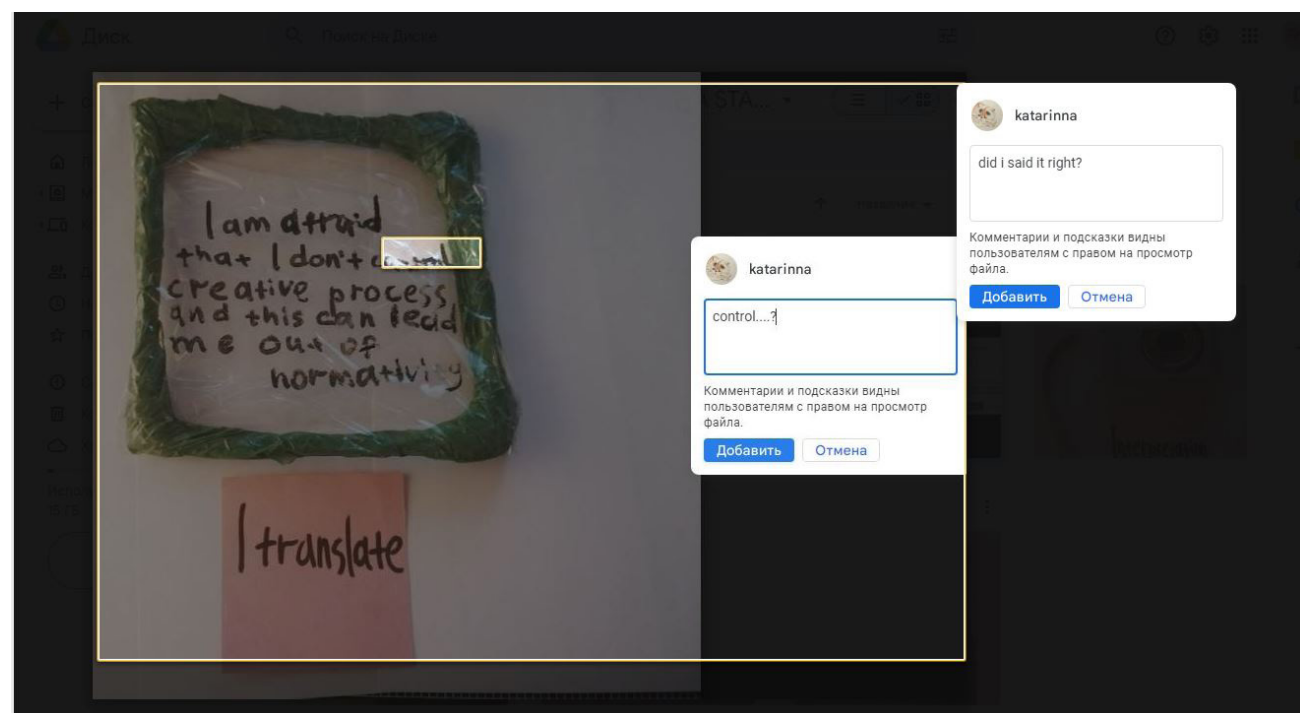 Диск
Поиск на Диске
STA...
I am afraid
that I don't control
creative process
and this can lead
me out of
normativity
I translate
katarinna
control....?
Комментарии и подсказки видны
пользователям с правом на просмотр
файла.
Добавить
Отмена
katarinna
did i said it right?
Комментарии и подсказки видны
пользователям с правом на просмотр
файла.
Добавить
Отмена